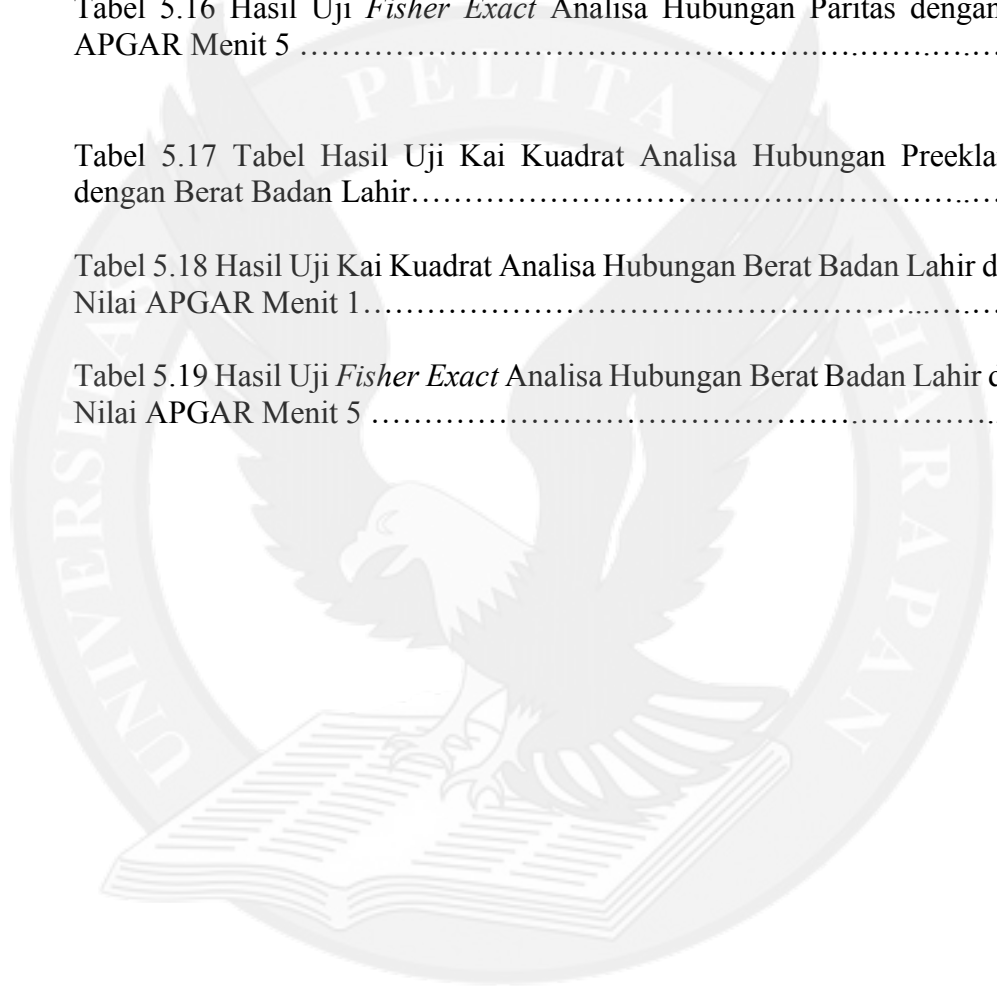 Tabel 5.16 Hasil Uji Fisher Exact Analisa Hubungan Paritas dengan
APGAR Menit 5 ……………………………………………….…….….…..
Tabel 5.17 Tabel Hasil Uji Kai Kuadrat Analisa Hubungan
dengan Berat Badan Lahir……………………………………………..….
Tabel 5.18 Hasil Uji Kai Kuadrat Analisa Hubungan Berat Badan Lahir
Nilai APGAR Menit 1…………………………………………...….….
Tabel 5.19 Hasil Uji Fisher Exact Analisa Hubungan Berat Badan Lahir
Nilai APGAR Menit 5 …………………………………….…………..
UNIVERSITAS PELITA HARAPAN